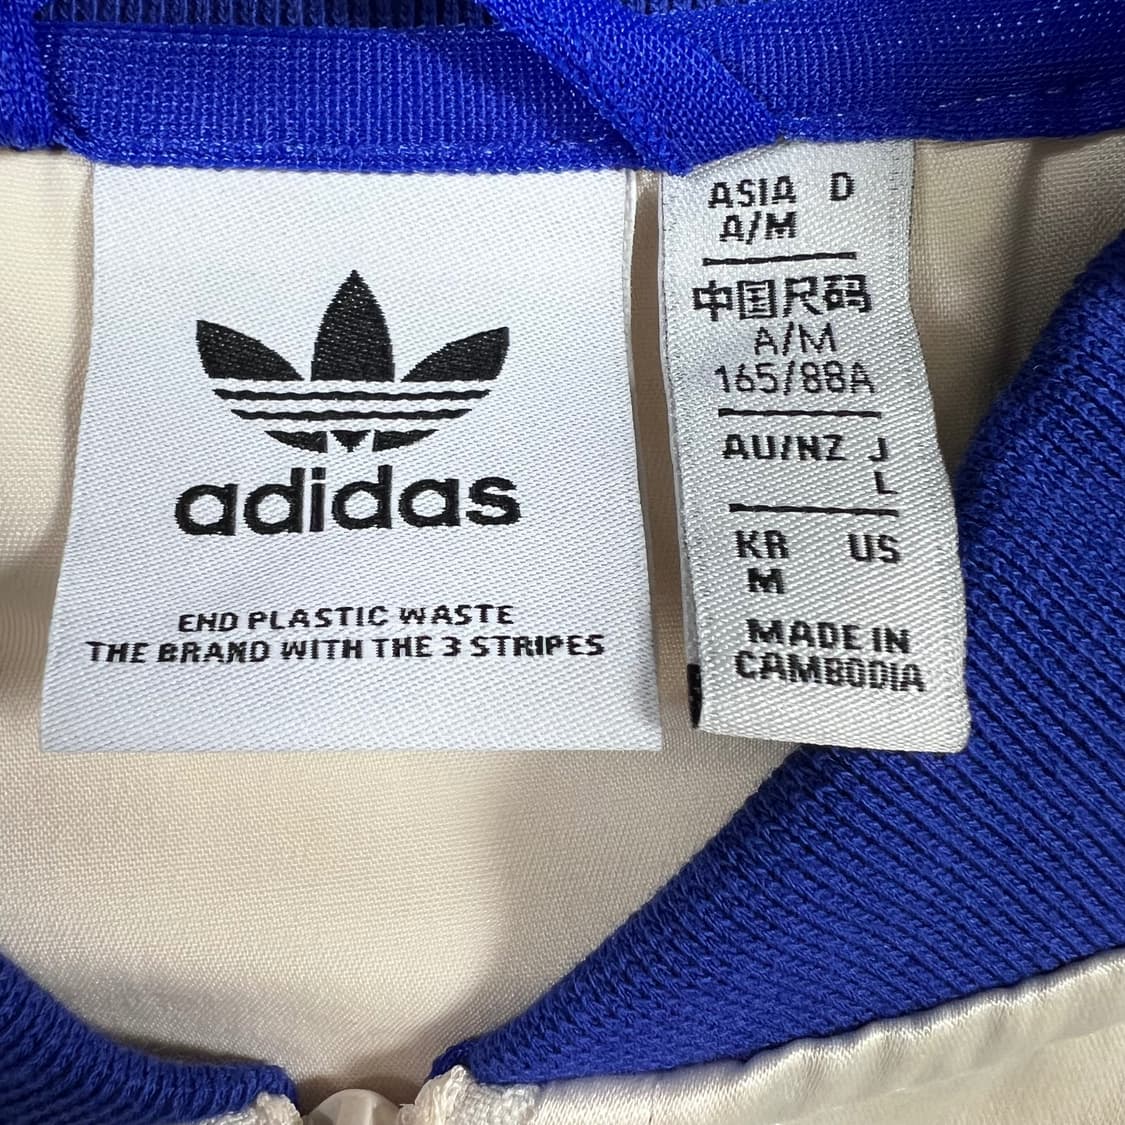 adidas
END PLASTIC WASTE
THE BRAND WITH THE 3 STRIPES
ASIA D
A/M
中国尺码
A/M
165/88A
AU/NZ J
L
KR US
M
MADE IN
CAMBODIA